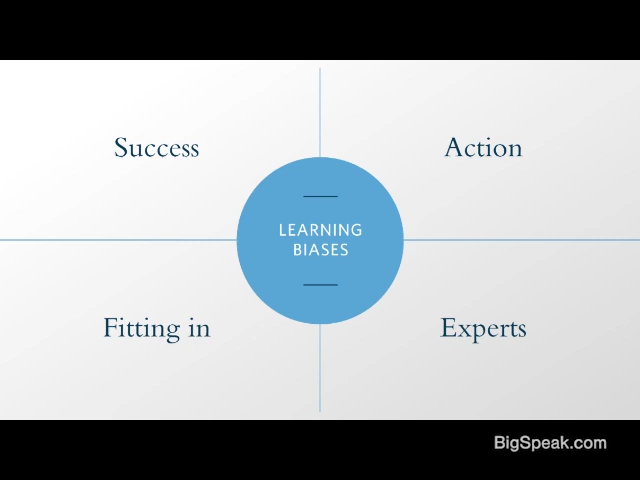 Success
Action
LEARNING
BIASES
Fitting in
Experts
BigSpeak.com